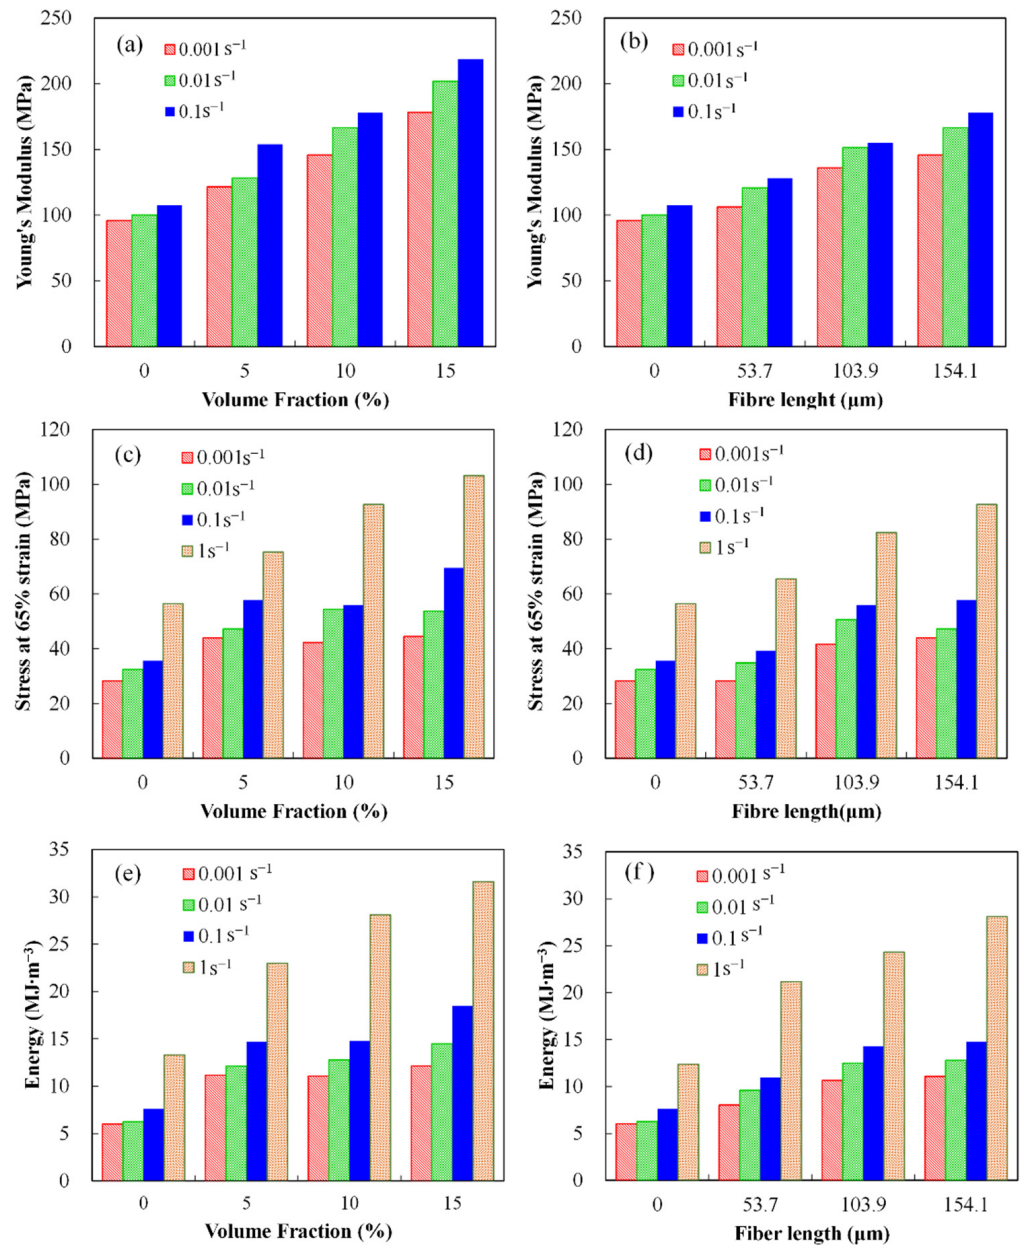 (a)
0.001s⁻¹
0.01s⁻¹
0.1s⁻¹
Young's Modulus (MPa)
250
200
150
100
50
0
0 5 10 15
Volume Fraction (%)
(b)
0.001s⁻¹
0.01s⁻¹
0.1s⁻¹
Young's Modulus (MPa)
250
200
150
100
50
0
0 53.7 103.9 154.1
Fibre lenght (μm)
(c)
0.001s⁻¹
0.01s⁻¹
0.1s⁻¹
1s⁻¹
Stress at 65% strain (MPa)
120
100
80
60
40
20
0
0 5 10 15
Volume Fraction (%)
(d)
0.001s⁻¹
0.01s⁻¹
0.1s⁻¹
1s⁻¹
Stress at 65% strain (MPa)
120
100
80
60
40
20
0
0 53.7 103.9 154.1
Fibre length(μm)
(e)
0.001 s⁻¹
0.01 s⁻¹
0.1s⁻¹
1s⁻¹
Energy (MJ·m⁻³)
35
30
25
20
15
10
5
0
0 5 10 15
Volume Fraction (%)
(f )
0.001 s⁻¹
0.01 s⁻¹
0.1 s⁻¹
1s⁻¹
Energy (MJ·m⁻³)
35
30
25
20
15
10
5
0
0 53.7 103.9 154.1
Fiber length (μm)